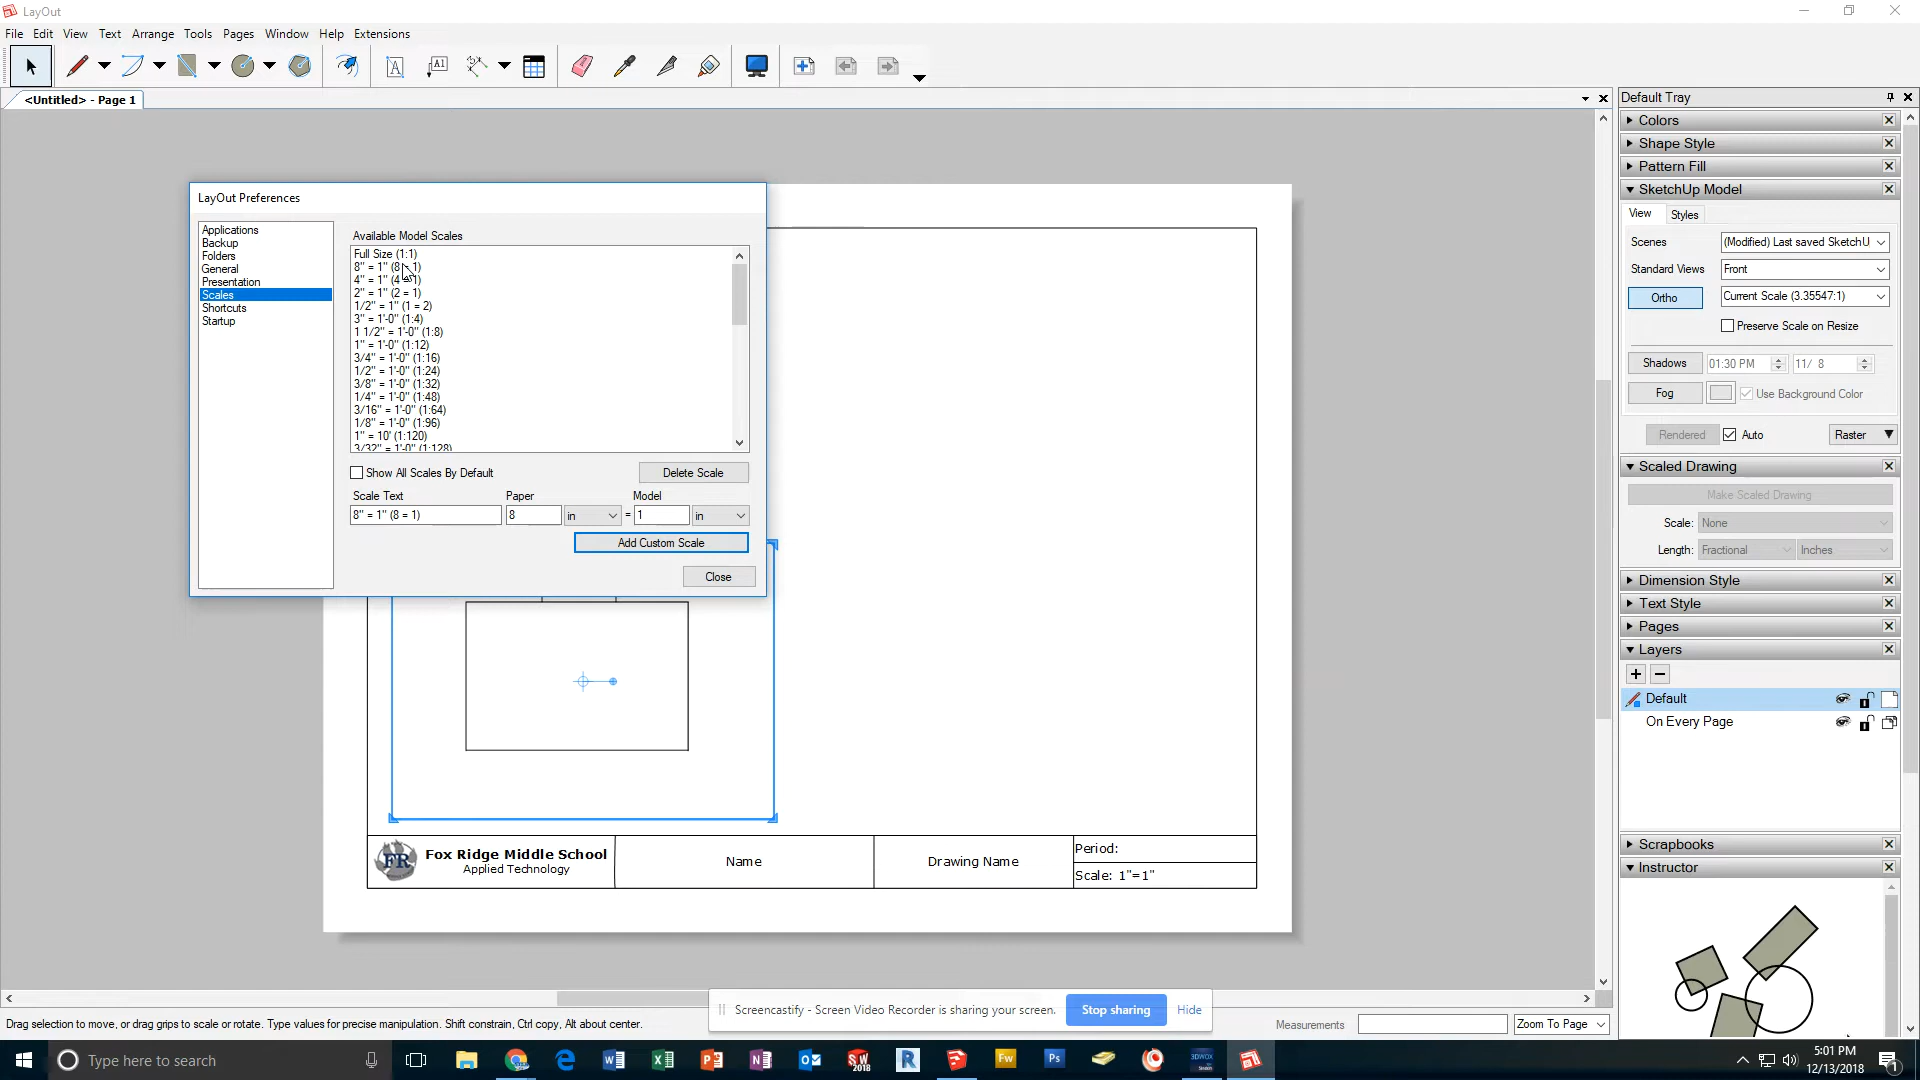 LayOut
File Edit View Text Arrange Tools Pages Window Help Extensions
<Untitled> - Page 1
Default Tray
Colors
Shape Style
Pattern Fill
SketchUp Model
View Styles
Scenes (Modified) Last saved SketchU
Standard Views Front
Ortho Current Scale (3.35547:1)
Preserve Scale on Resize
Shadows 01:30 PM 11/ 8
Fog Use Background Color
Rendered Auto Raster
Scaled Drawing
Make Scaled Drawing
Scale: None
Length: Fractional Inches
Dimension Style
Text Style
Pages
Layers
Default
On Every Page
Scrapbooks
Instructor
LayOut Preferences
Applications
Backup
Folders
General
Presentation
Scales
Shortcuts
Startup
Available Model Scales
Full Size (1:1)
8" = 1" (8 = 1)
4" = 1" (4 = 1)
2" = 1" (2 = 1)
1/2" = 1" (1 = 2)
3" = 1'-0" (1:4)
1 1/2" = 1'-0" (1:8)
1" = 1'-0" (1:12)
3/4" = 1'-0" (1:16)
1/2" = 1'-0" (1:24)
3/8" = 1'-0" (1:32)
1/4" = 1'-0" (1:48)
3/16" = 1'-0" (1:64)
1/8" = 1'-0" (1:96)
1" = 10' (1:120)
3/32" = 1'-0" (1:128)
Show All Scales By Default Delete Scale
Scale Text Paper Model
8" = 1" (8 = 1) 8 in = 1 in
Add Custom Scale
Close
FR
Fox Ridge Middle School
Applied Technology
Name
Drawing Name
Period:
Scale: 1"=1"
Screencastify - Screen Video Recorder is sharing your screen. Stop sharing Hide
Drag selection to move, or drag grips to scale or rotate. Type values for precise manipulation. Shift constrain, Ctrl copy, Alt about center.
Measurements Zoom To Page
Type here to search
5:01 PM
12/13/2018